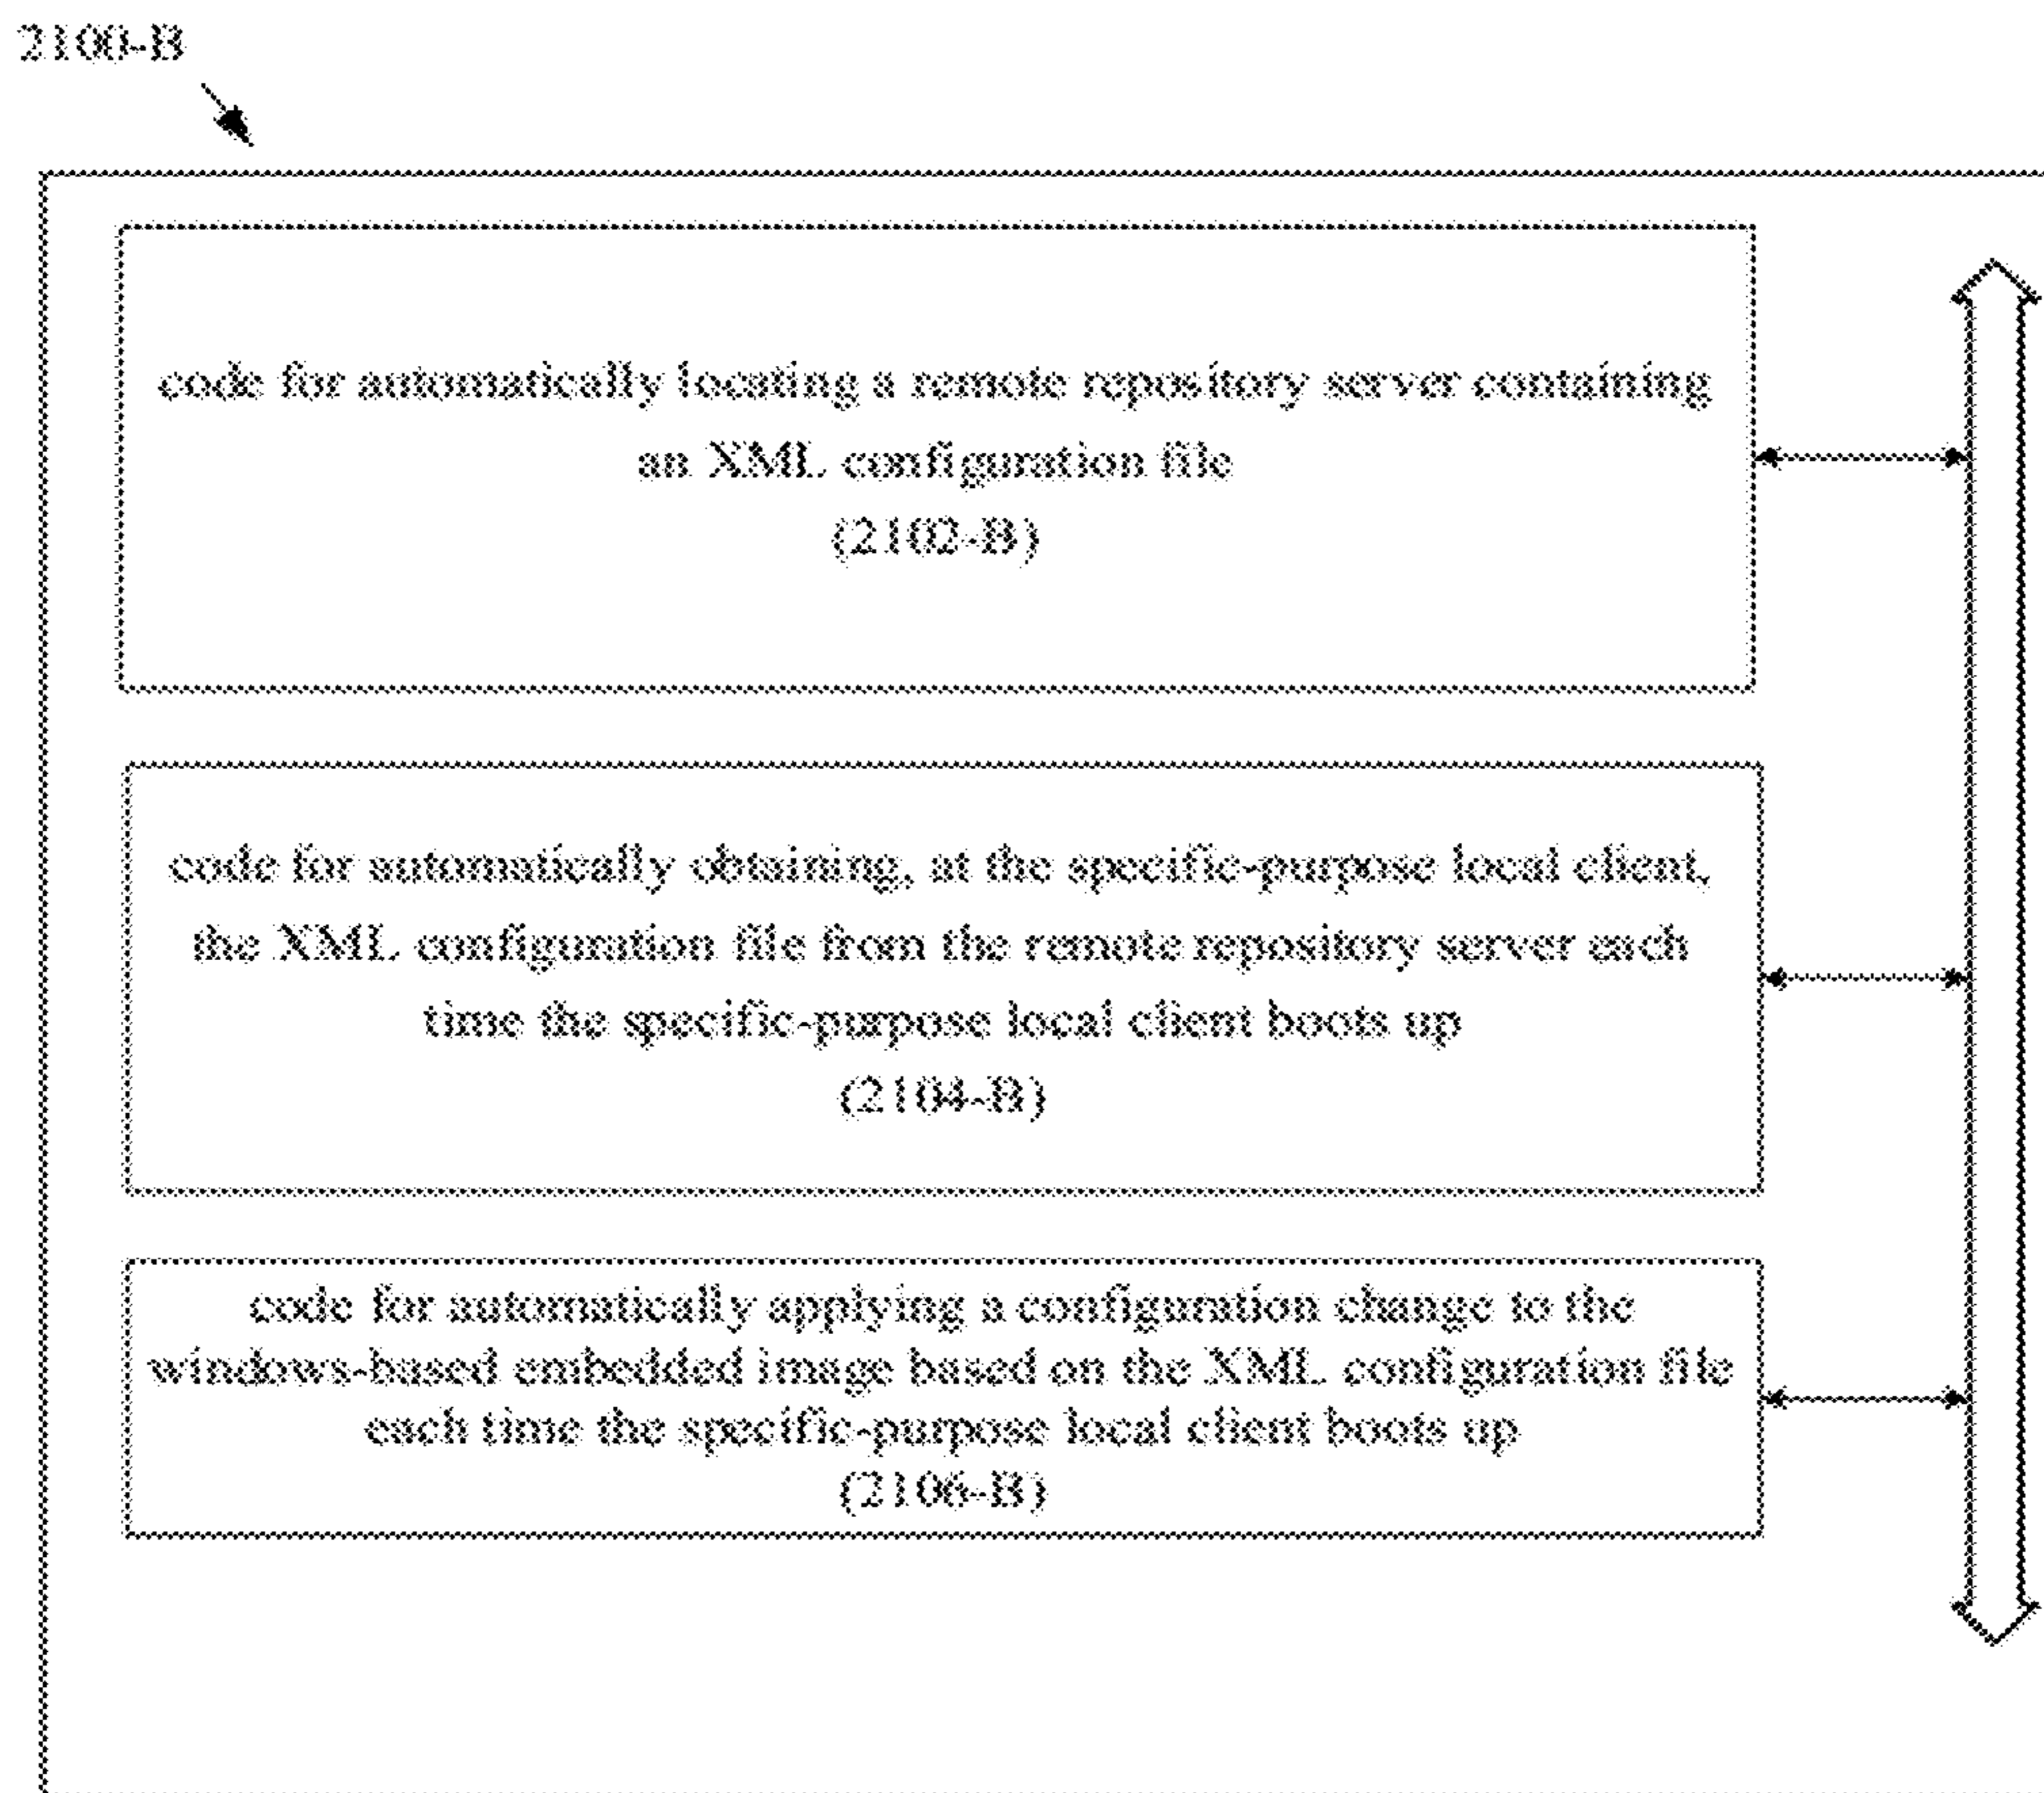 2100-B
code for automatically locating a remote repository server containing
an XML configuration file
(2102-B)
code for automatically obtaining, at the specific-purpose local client,
the XML configuration file from the remote repository server each
time the specific-purpose local client boots up
(2104-B)
code for automatically applying a configuration change to the
windows-based embedded image based on the XML configuration file
each time the specific-purpose local client boots up
(2106-B)